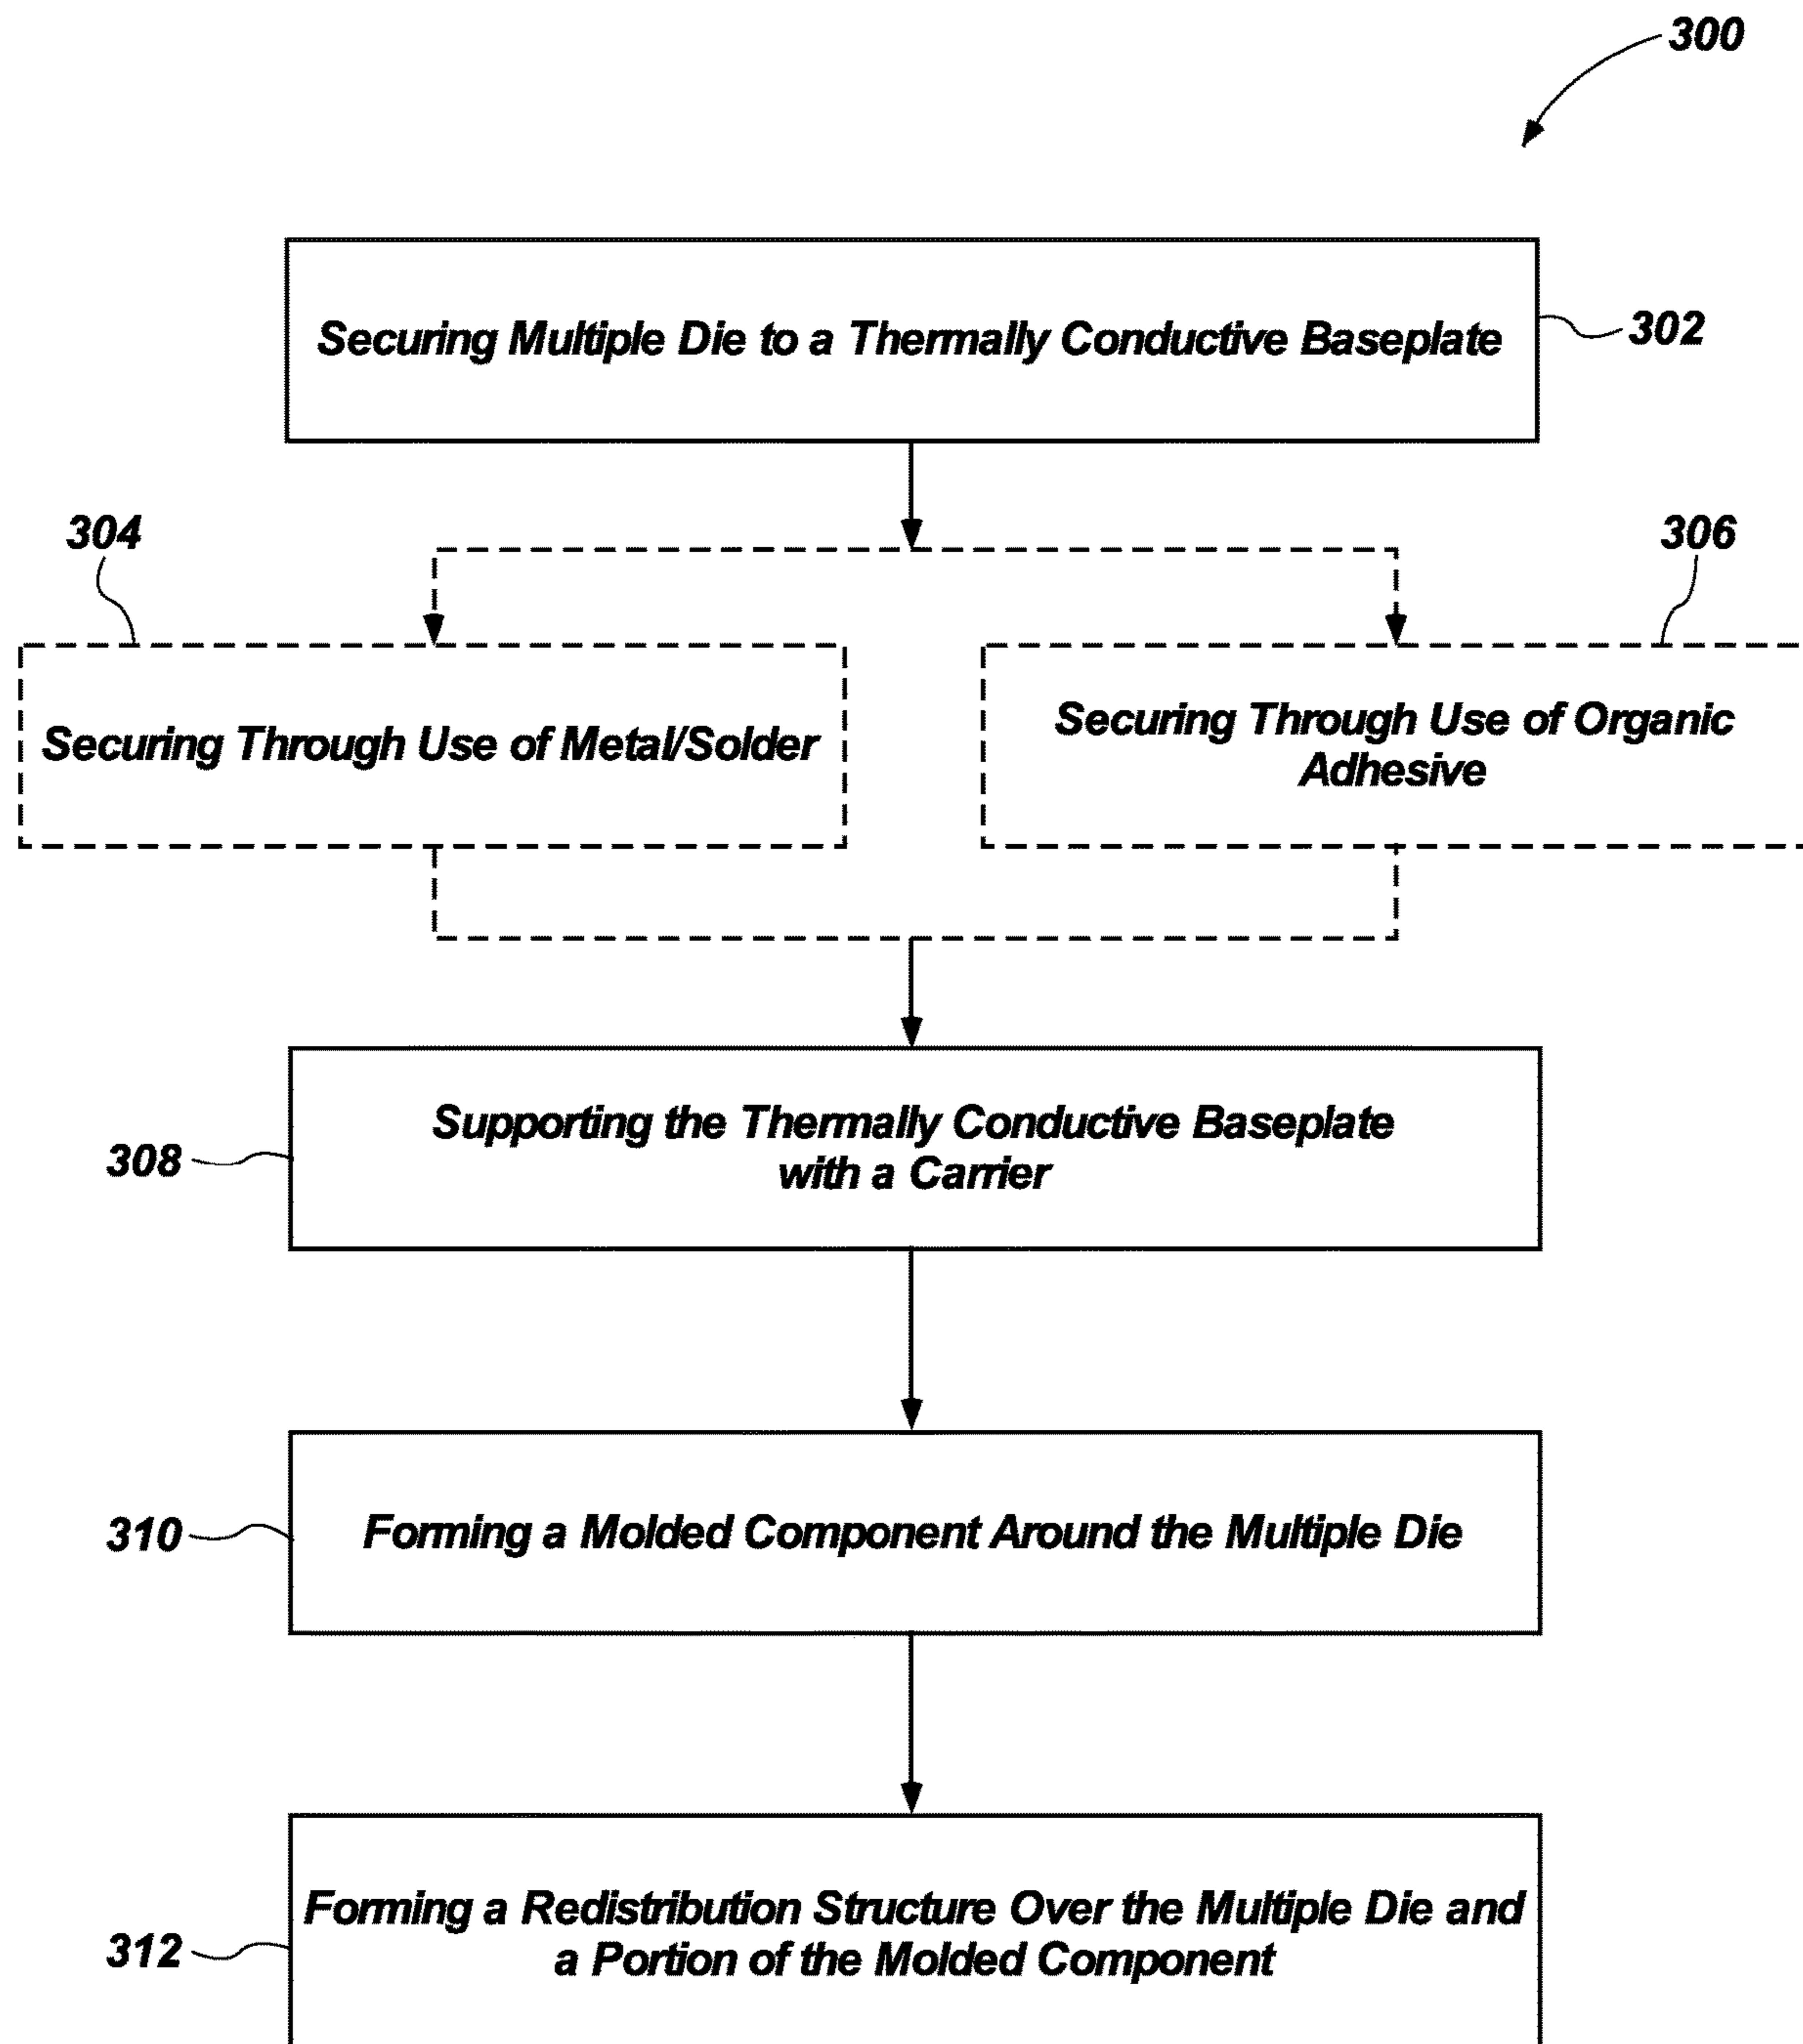 300
Securing Multiple Die to a Thermally Conductive Baseplate
302
304
306
Securing Through Use of Metal/Solder
Securing Through Use of Organic
Adhesive
Supporting the Thermally Conductive Baseplate
with a Carrier
308
Forming a Molded Component Around the Multiple Die
310
Forming a Redistribution Structure Over the Multiple Die and
a Portion of the Molded Component
312